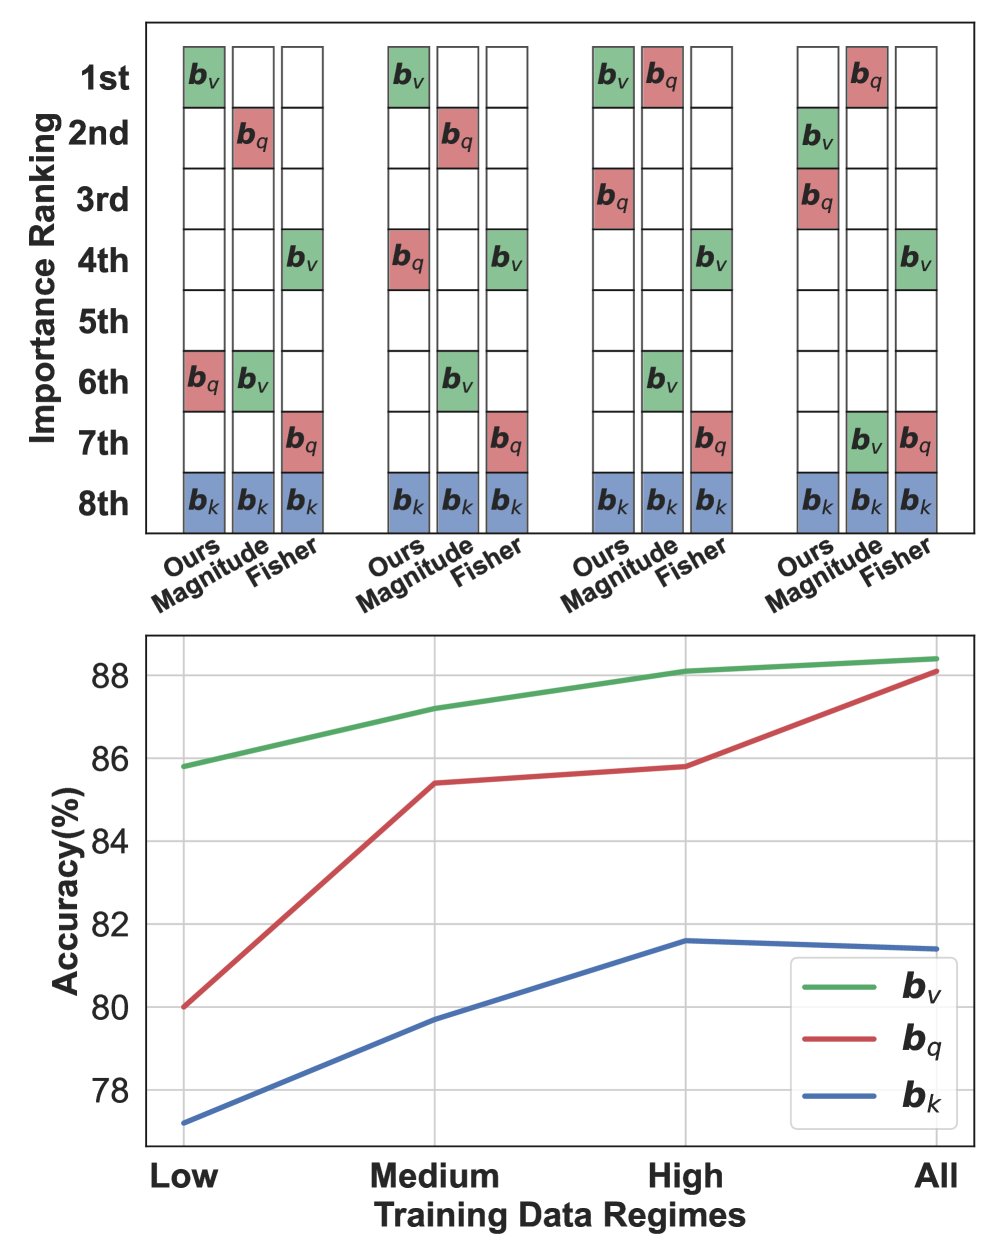 Importance Ranking
1st b_v b_v b_v b_q b_q
2nd b_q b_q b_v
3rd b_q b_q
4th b_v b_q b_v b_v b_v
5th
6th b_q b_v b_v b_v
7th b_q b_q b_q b_v b_q
8th b_k b_k b_k b_k b_k b_k b_k b_k b_k b_k b_k b_k
Ours Magnitude Fisher Ours Magnitude Fisher Ours Magnitude Fisher Ours Magnitude Fisher
Accuracy(%)
88
86
84
82
80
78
b_v
b_q
b_k
Low Medium High All
Training Data Regimes